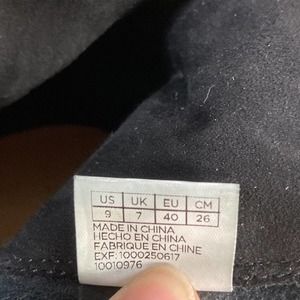 US UK EU CM
9 7 40 26
MADE IN CHINA
HECHO EN CHINA
FABRIQUE EN CHINE
EXF: 1000250617
10010976